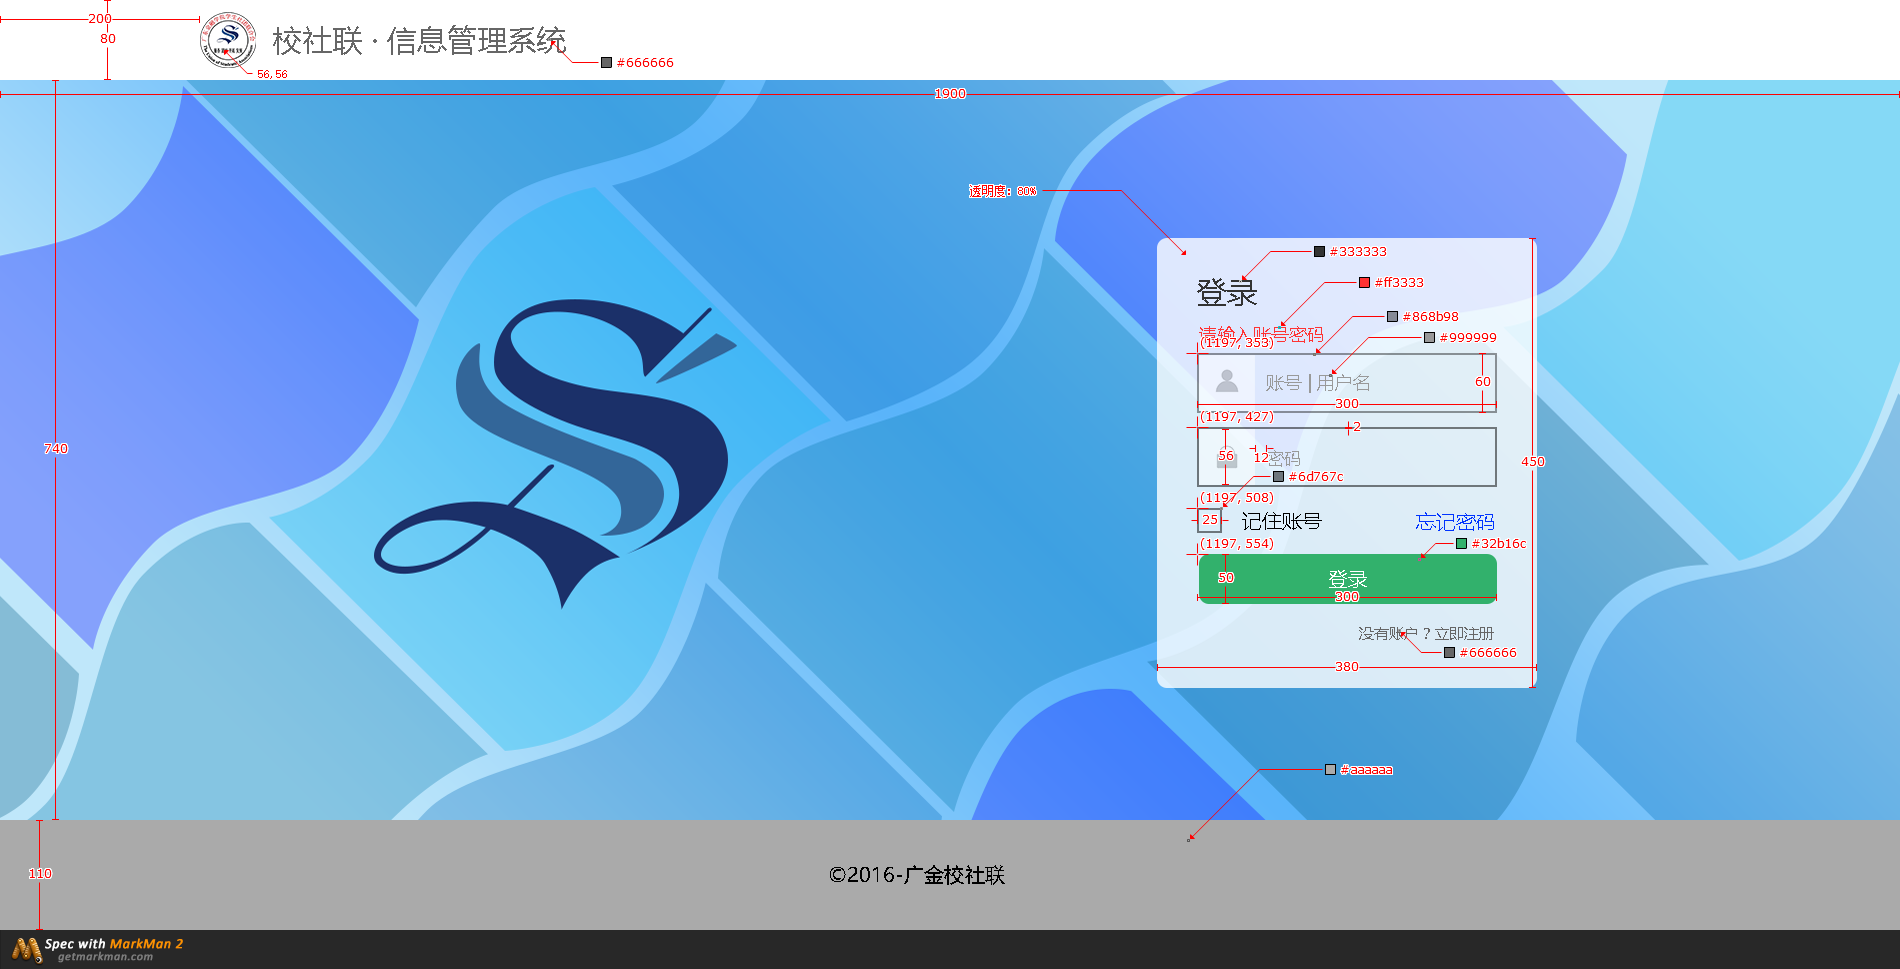 200
80
校社联 · 信息管理系统
#666666
56,56
1900
透明度：80%
#333333
登录
#ff3333
请输入账号密码
#868b98
(1197, 353)
#999999
账号 | 用户名
60
300
(1197, 427)
2
740
56
12
密码
450
#6d767c
(1197, 508)
25
记住账号
忘记密码
(1197, 554)
#32b16c
50
登录
300
没有账户？立即注册
#666666
380
#aaaaaa
110
©2016-广金校社联
Spec with MarkMan 2
getmarkman.com